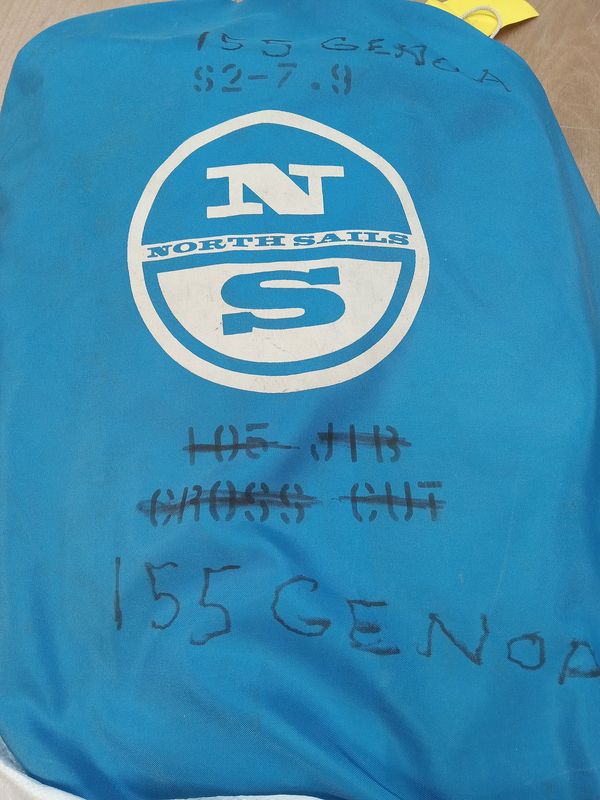 155 GENOA
S2-7.9
N
NORTH SAILS
S
105 JIB
CROSS CUT
155 GENOA